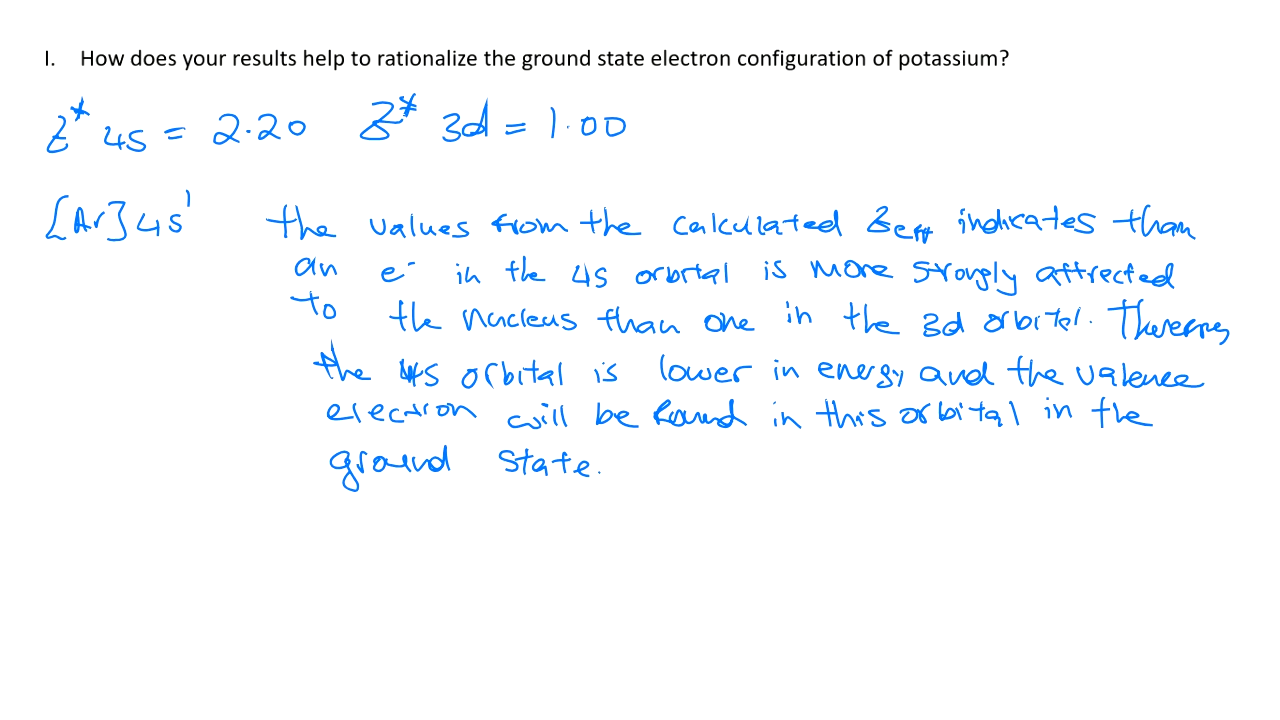 I. How does your results help to rationalize the ground state electron configuration of potassium?
Z* 4s = 2.20 Z* 3d = 1.00
[Ar] 4s¹ the values from the calculated Zeff indicates than
an e⁻ in the 4s orbital is more strongly attrected
to the nucleus than one in the 3d orbital.
the 4s orbital is lower in energy and the valence
electron will be found in this orbital in the
ground state.